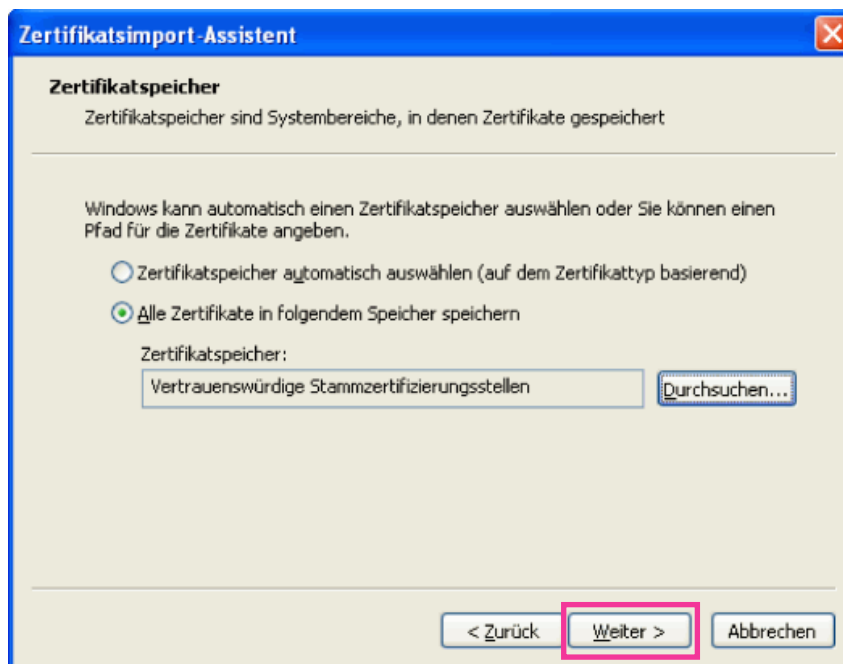 Zertifikatsimport-Assistent
Zertifikatspeicher
Zertifikatspeicher sind Systembereiche, in denen Zertifikate gespeichert
Windows kann automatisch einen Zertifikatspeicher auswählen oder Sie können einen
Pfad für die Zertifikate angeben.
Zertifikatspeicher automatisch auswählen (auf dem Zertifikattyp basierend)
Alle Zertifikate in folgendem Speicher speichern
Zertifikatspeicher:
Vertrauenswürdige Stammzertifizierungsstellen
Durchsuchen...
< Zurück
Weiter >
Abbrechen